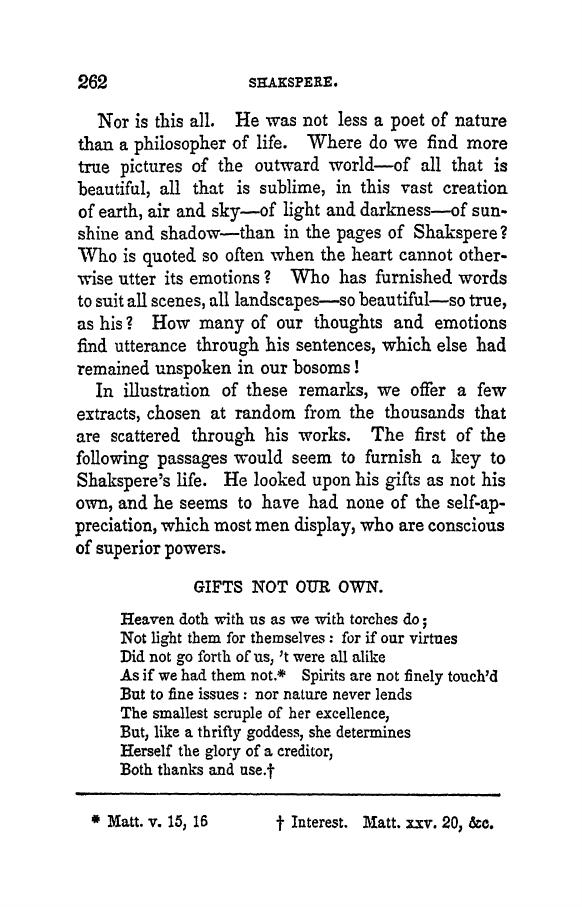 262 SHAKSPERE.
Nor is this all. He was not less a poet of nature
than a philosopher of life. Where do we find more
true pictures of the outward world—of all that is
beautiful, all that is sublime, in this vast creation
of earth, air and sky—of light and darkness—of sun-
shine and shadow—than in the pages of Shakspere?
Who is quoted so often when the heart cannot other-
wise utter its emotions? Who has furnished words
to suit all scenes, all landscapes—so beautiful—so true,
as his? How many of our thoughts and emotions
find utterance through his sentences, which else had
remained unspoken in our bosoms!
In illustration of these remarks, we offer a few
extracts, chosen at random from the thousands that
are scattered through his works. The first of the
following passages would seem to furnish a key to
Shakspere's life. He looked upon his gifts as not his
own, and he seems to have had none of the self-ap-
preciation, which most men display, who are conscious
of superior powers.
GIFTS NOT OUR OWN.
Heaven doth with us as we with torches do;
Not light them for themselves: for if our virtues
Did not go forth of us, 't were all alike
As if we had them not.* Spirits are not finely touch'd
But to fine issues: nor nature never lends
The smallest scruple of her excellence,
But, like a thrifty goddess, she determines
Herself the glory of a creditor,
Both thanks and use.†
* Matt. v. 15, 16 † Interest. Matt. xxv. 20, &c.